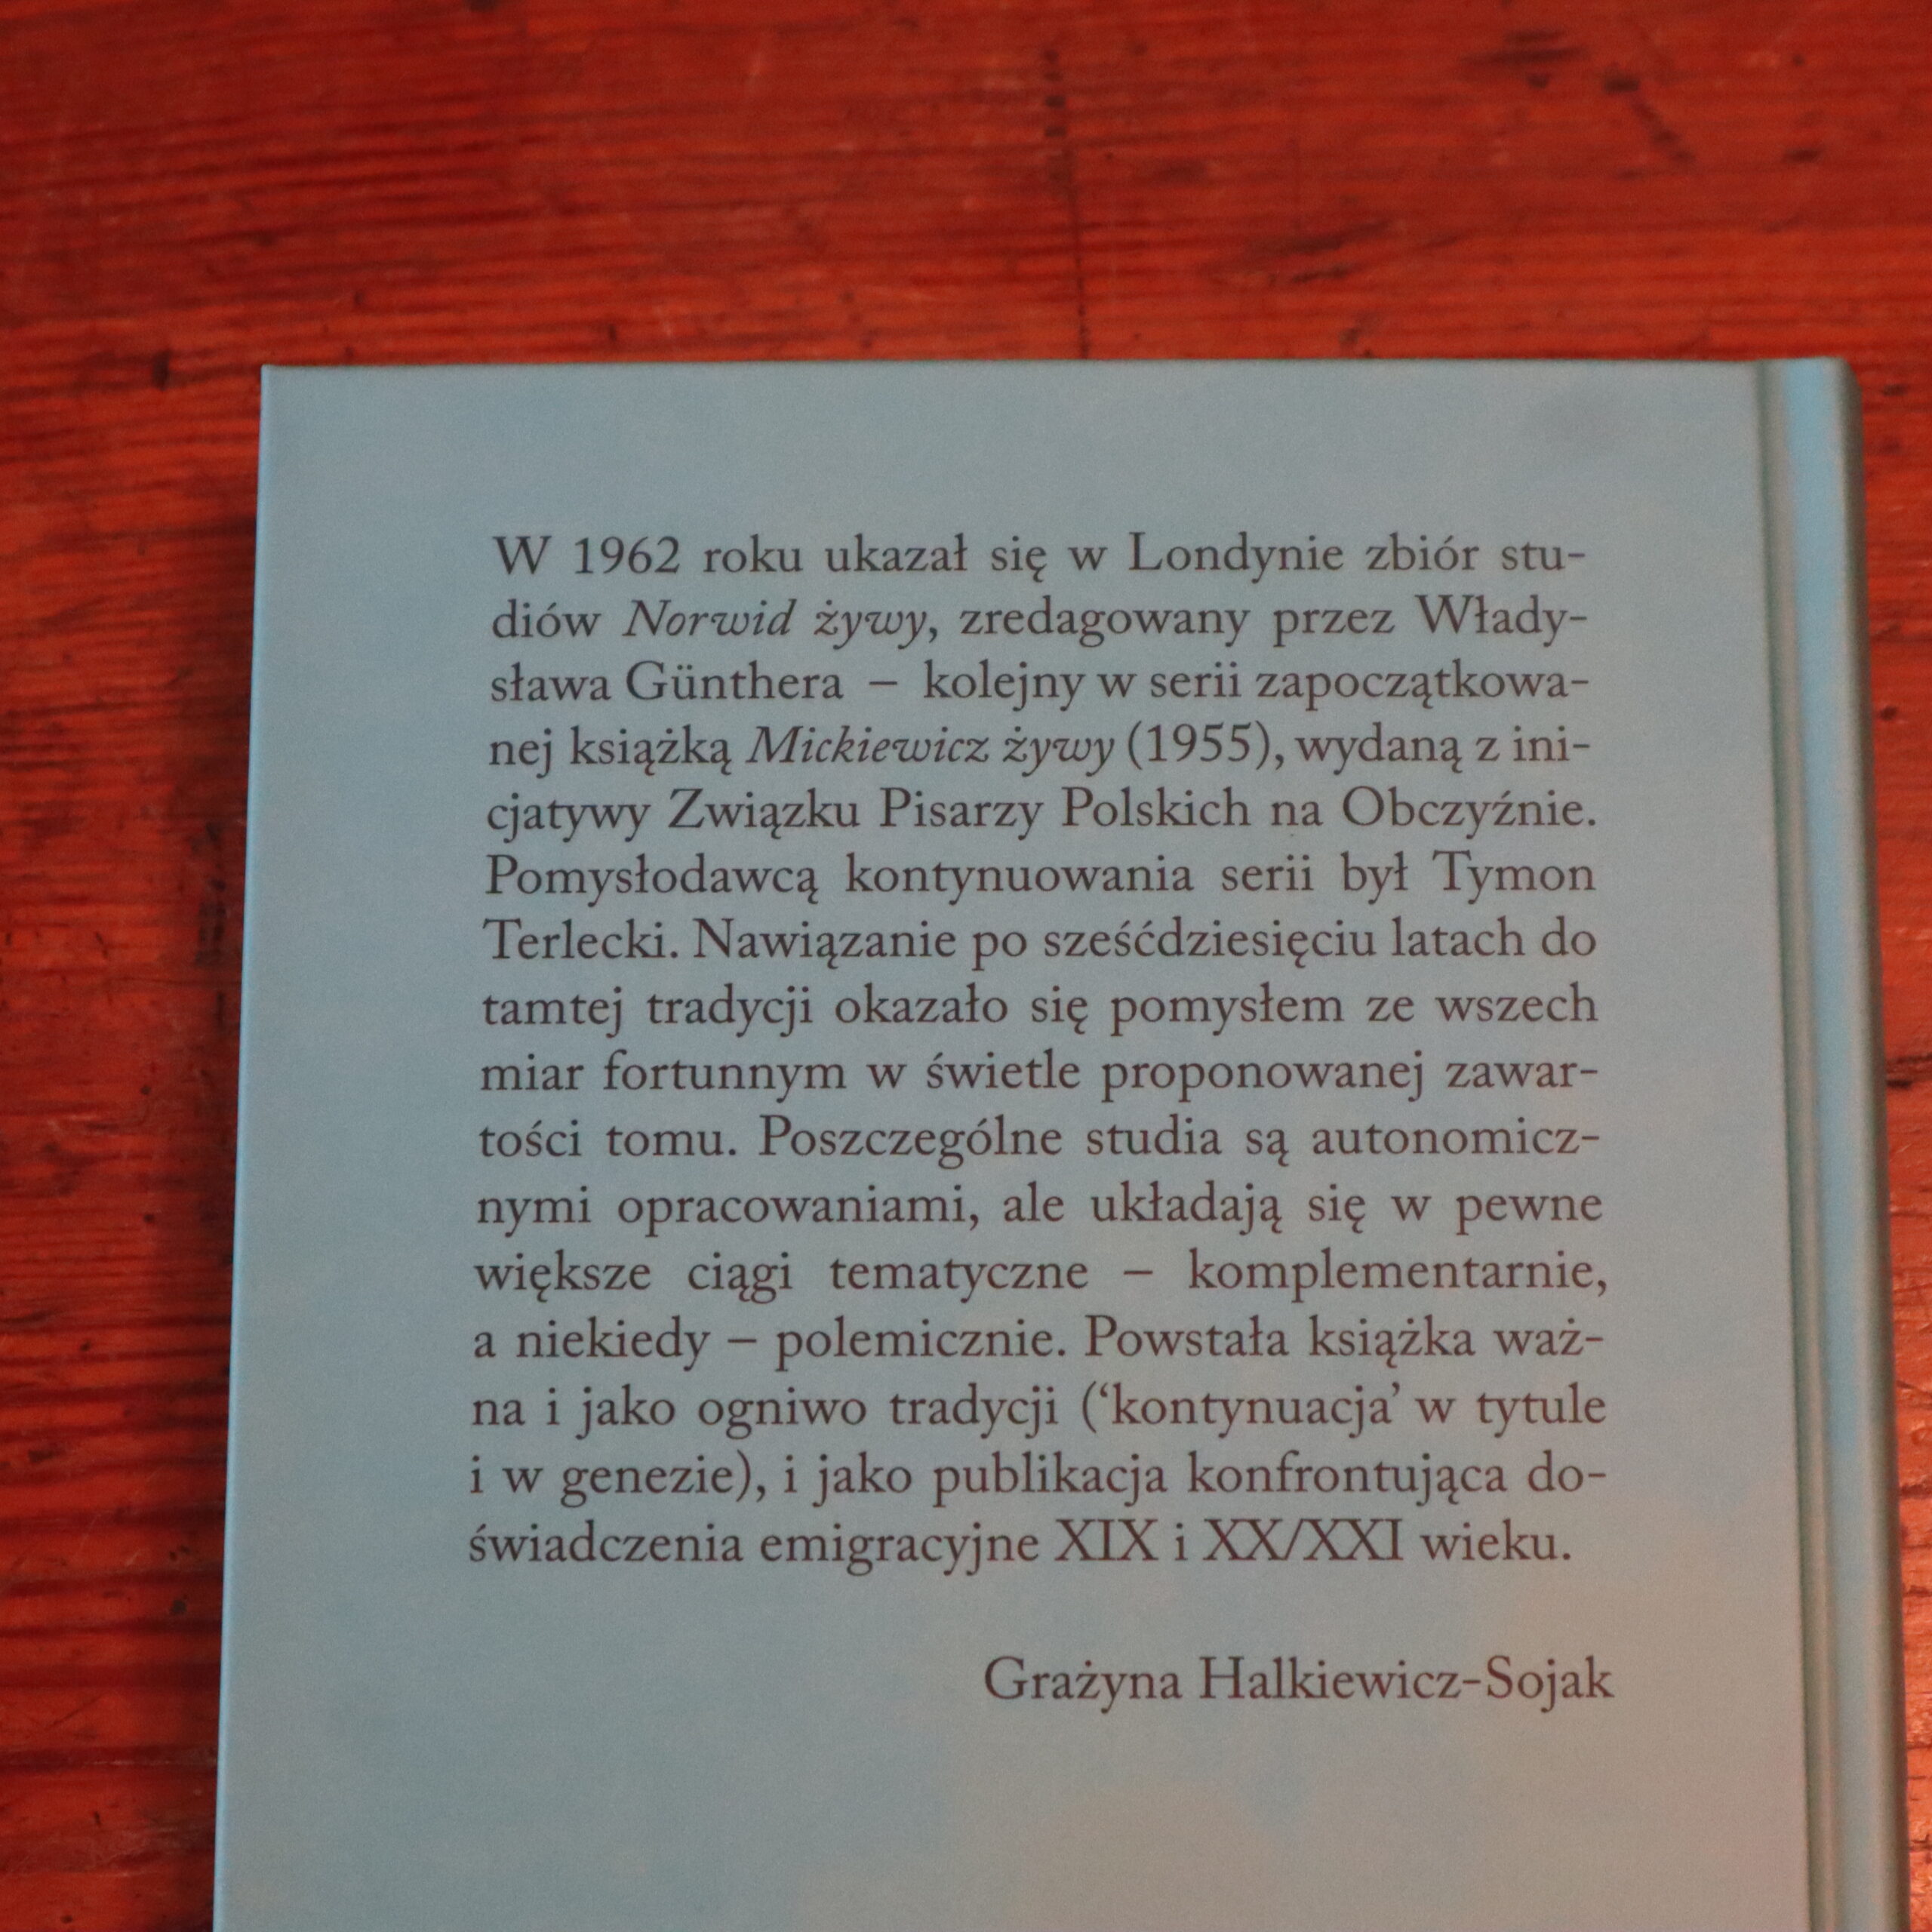 W 1962 roku ukazał się w Londynie zbiór stu-
diów Norwid żywy, zredagowany przez Włady-
sława Günthera – kolejny w serii zapoczątkowa-
nej książką Mickiewicz żywy (1955), wydaną z ini-
cjatywy Związku Pisarzy Polskich na Obczyźnie.
Pomysłodawcą kontynuowania serii był Tymon
Terlecki. Nawiązanie po sześćdziesięciu latach do
tamtej tradycji okazało się pomysłem ze wszech
miar fortunnym w świetle proponowanej zawar-
tości tomu. Poszczególne studia są autonomicz-
nymi opracowaniami, ale układają się w pewne
większe ciągi tematyczne – komplementarnie,
a niekiedy – polemicznie. Powstała książka waż-
na i jako ogniwo tradycji (‘kontynuacja’ w tytule
i w genezie), i jako publikacja konfrontująca do-
świadczenia emigracyjne XIX i XX/XXI wieku.
Grażyna Halkiewicz-Sojak